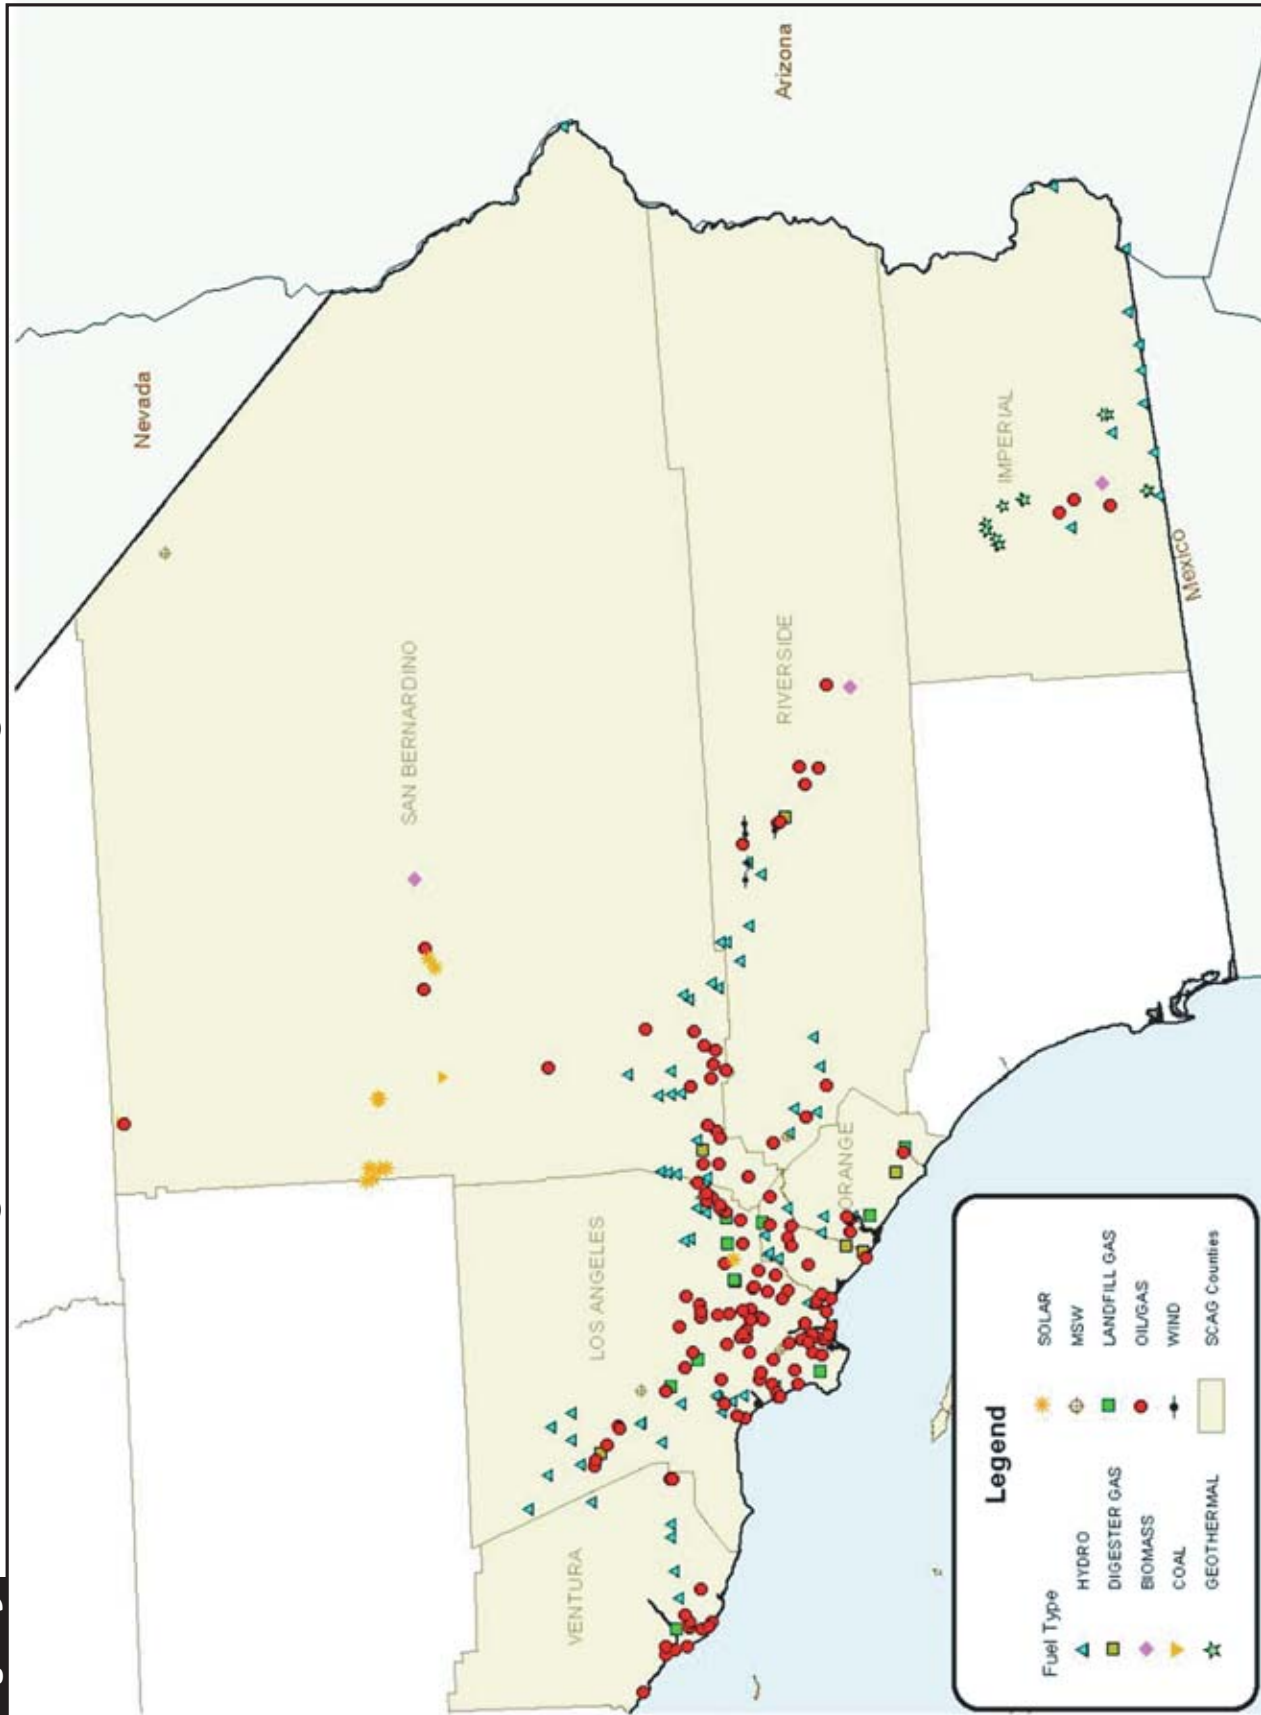 Nevada
Arizona
SAN BERNARDINO
LOS ANGELES
VENTURA
RIVERSIDE
ORANGE
IMPERIAL
Mexico
Legend
Fuel Type
HYDRO
DIGESTER GAS
BIOMASS
COAL
GEOTHERMAL
SOLAR
MSW
LANDFILL GAS
OIL/GAS
WIND
SCAG Counties